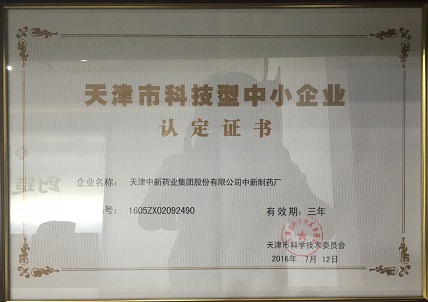 天津市科技型中小企业
认定证书
企业名称： 天津中新药业集团股份有限公司中新制药厂
号： 1605ZX02092490 有效期：三年
天津市科学技术委员会
2016年 7月 12日